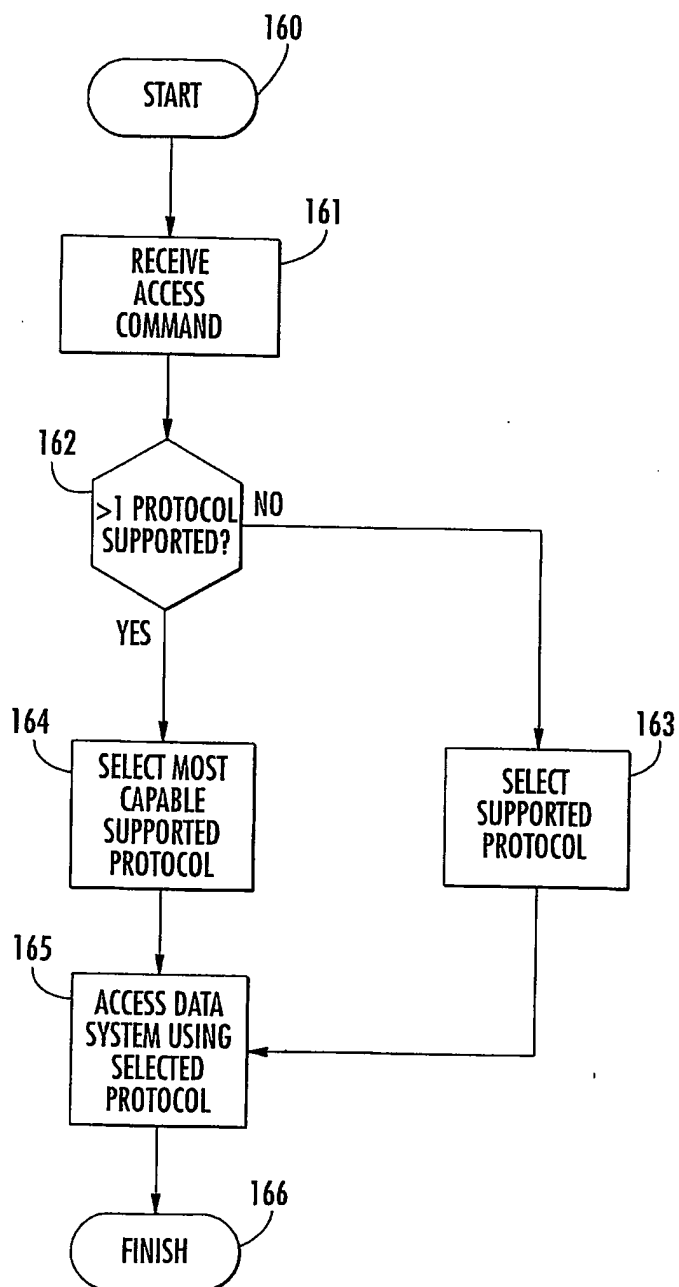 160
START
161
RECEIVE
ACCESS
COMMAND
162
>1 PROTOCOL
SUPPORTED?
NO
YES
164
SELECT MOST
CAPABLE
SUPPORTED
PROTOCOL
163
SELECT
SUPPORTED
PROTOCOL
165
ACCESS DATA
SYSTEM USING
SELECTED
PROTOCOL
166
FINISH